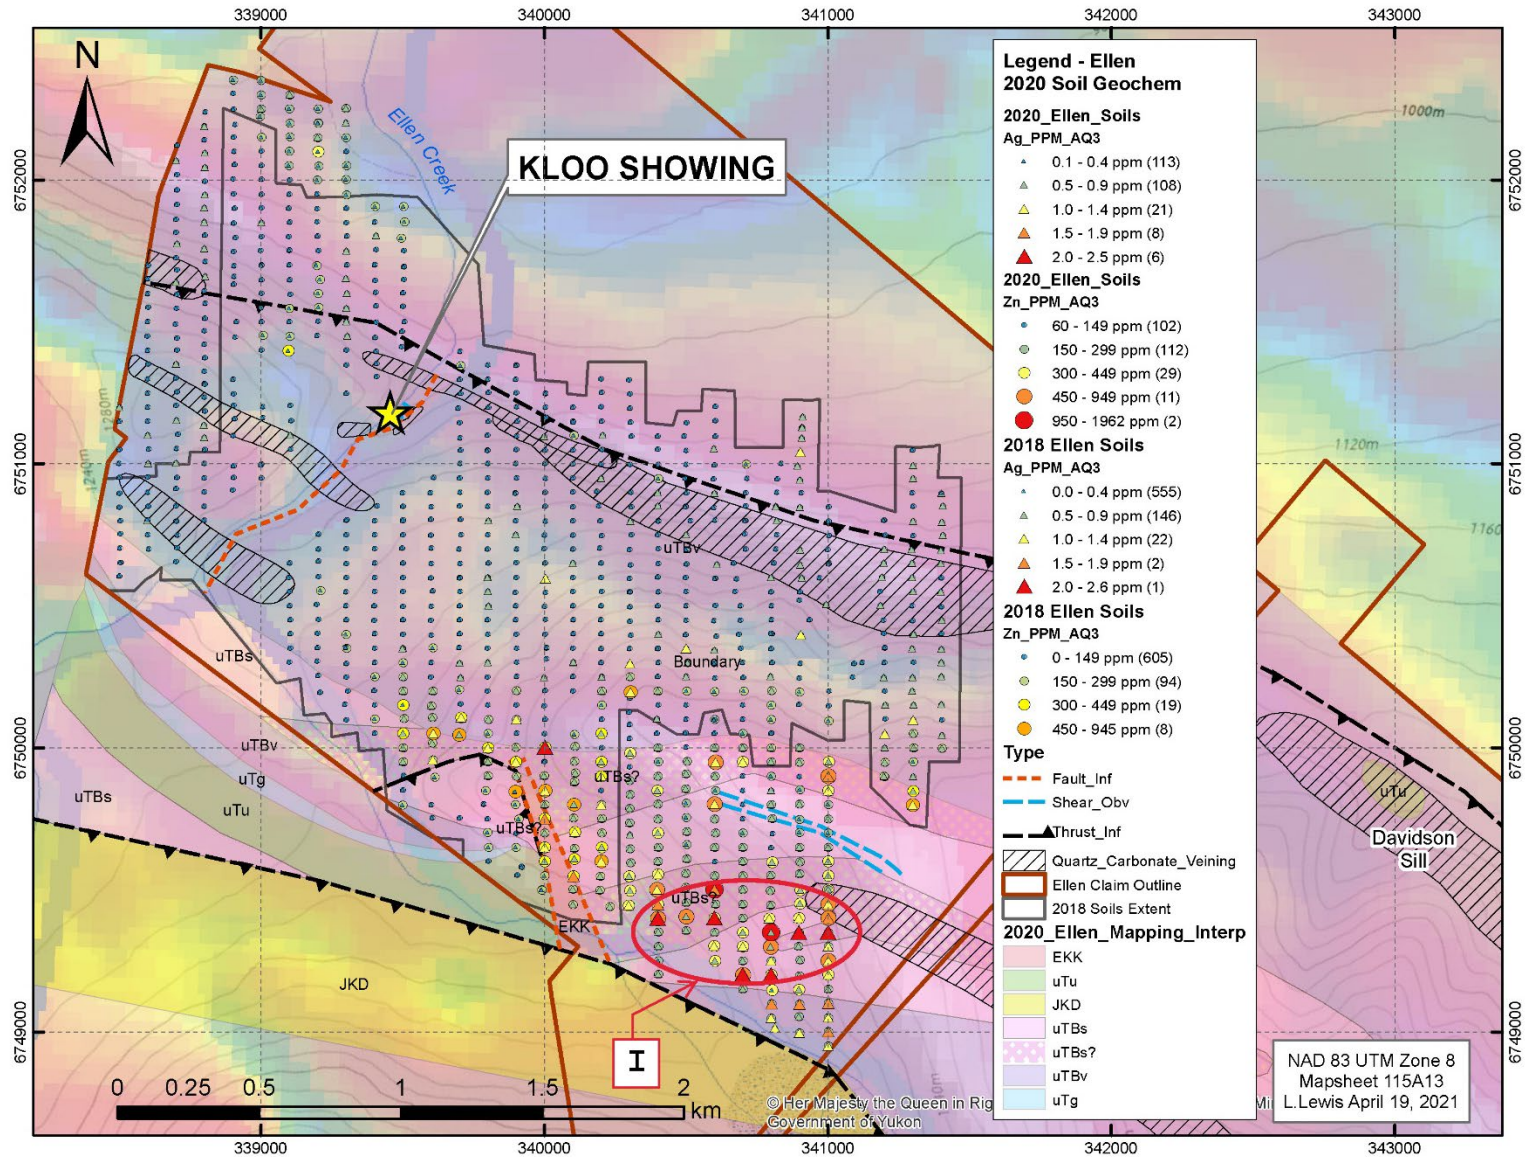 339000
340000
341000
342000
343000
N
Ellen Creek
KLOO SHOWING
1000m
6752000
6752000
1280m
1240m
1120m
1160
6751000
6751000
uTBv
uTBs
Boundary
uTBv
uTg
uTu
uTBs
uTBs?
uTBs?
uTBs?
EKK
JKD
I
6750000
6750000
uTu
Davidson
Sill
6749000
6749000
Legend - Ellen
2020 Soil Geochem
2020_Ellen_Soils
Ag_PPM_AQ3
0.1 - 0.4 ppm (113)
0.5 - 0.9 ppm (108)
1.0 - 1.4 ppm (21)
1.5 - 1.9 ppm (8)
2.0 - 2.5 ppm (6)
2020_Ellen_Soils
Zn_PPM_AQ3
60 - 149 ppm (102)
150 - 299 ppm (112)
300 - 449 ppm (29)
450 - 949 ppm (11)
950 - 1962 ppm (2)
2018 Ellen Soils
Ag_PPM_AQ3
0.0 - 0.4 ppm (555)
0.5 - 0.9 ppm (146)
1.0 - 1.4 ppm (22)
1.5 - 1.9 ppm (2)
2.0 - 2.6 ppm (1)
2018 Ellen Soils
Zn_PPM_AQ3
0 - 149 ppm (605)
150 - 299 ppm (94)
300 - 449 ppm (19)
450 - 945 ppm (8)
Type
Fault_Inf
Shear_Obv
Thrust_Inf
Quartz_Carbonate_Veining
Ellen Claim Outline
2018 Soils Extent
2020_Ellen_Mapping_Interp
EKK
uTu
JKD
uTBs
uTBs?
uTBv
uTg
0 0.25 0.5 1 1.5 2
km
© Her Majesty the Queen in Rig
Government of Yukon
NAD 83 UTM Zone 8
Mapsheet 115A13
L.Lewis April 19, 2021
339000
340000
341000
342000
343000